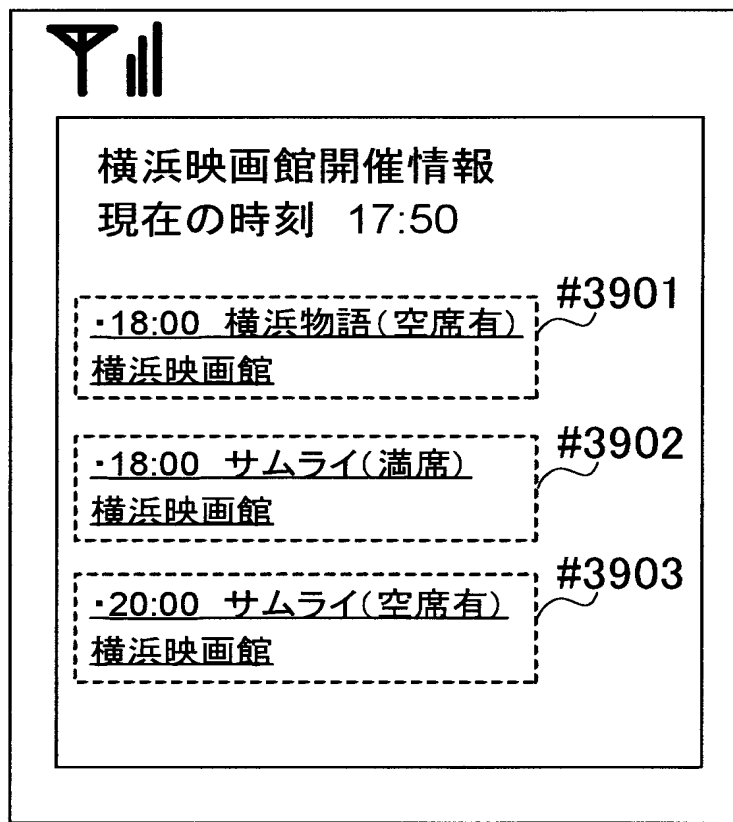 横浜映画館開催情報
現在の時刻 17:50
#3901
・18:00 横浜物語(空席有)
横浜映画館
#3902
・18:00 サムライ(満席)
横浜映画館
#3903
・20:00 サムライ(空席有)
横浜映画館